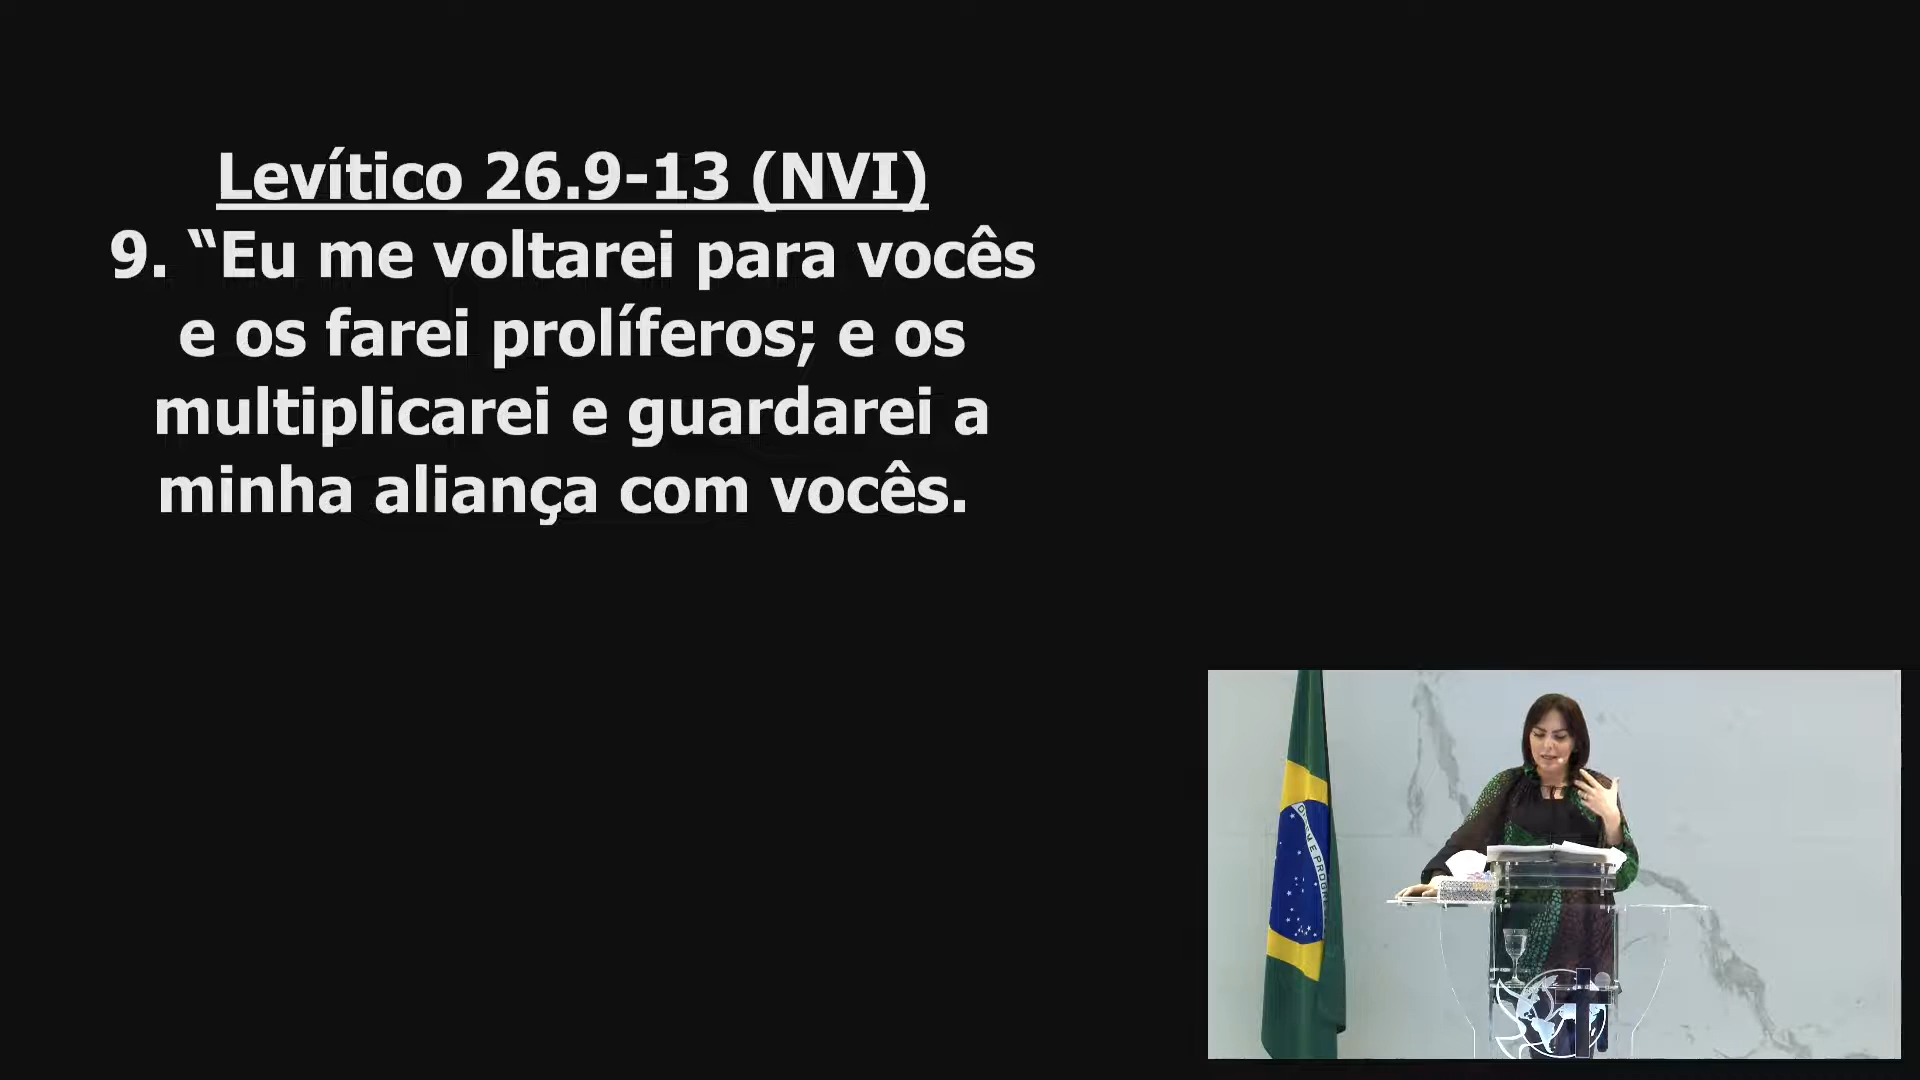 Levítico 26.9-13 (NVI)
9. “Eu me voltarei para vocês
e os farei prolíferos; e os
multiplicarei e guardarei a
minha aliança com vocês.